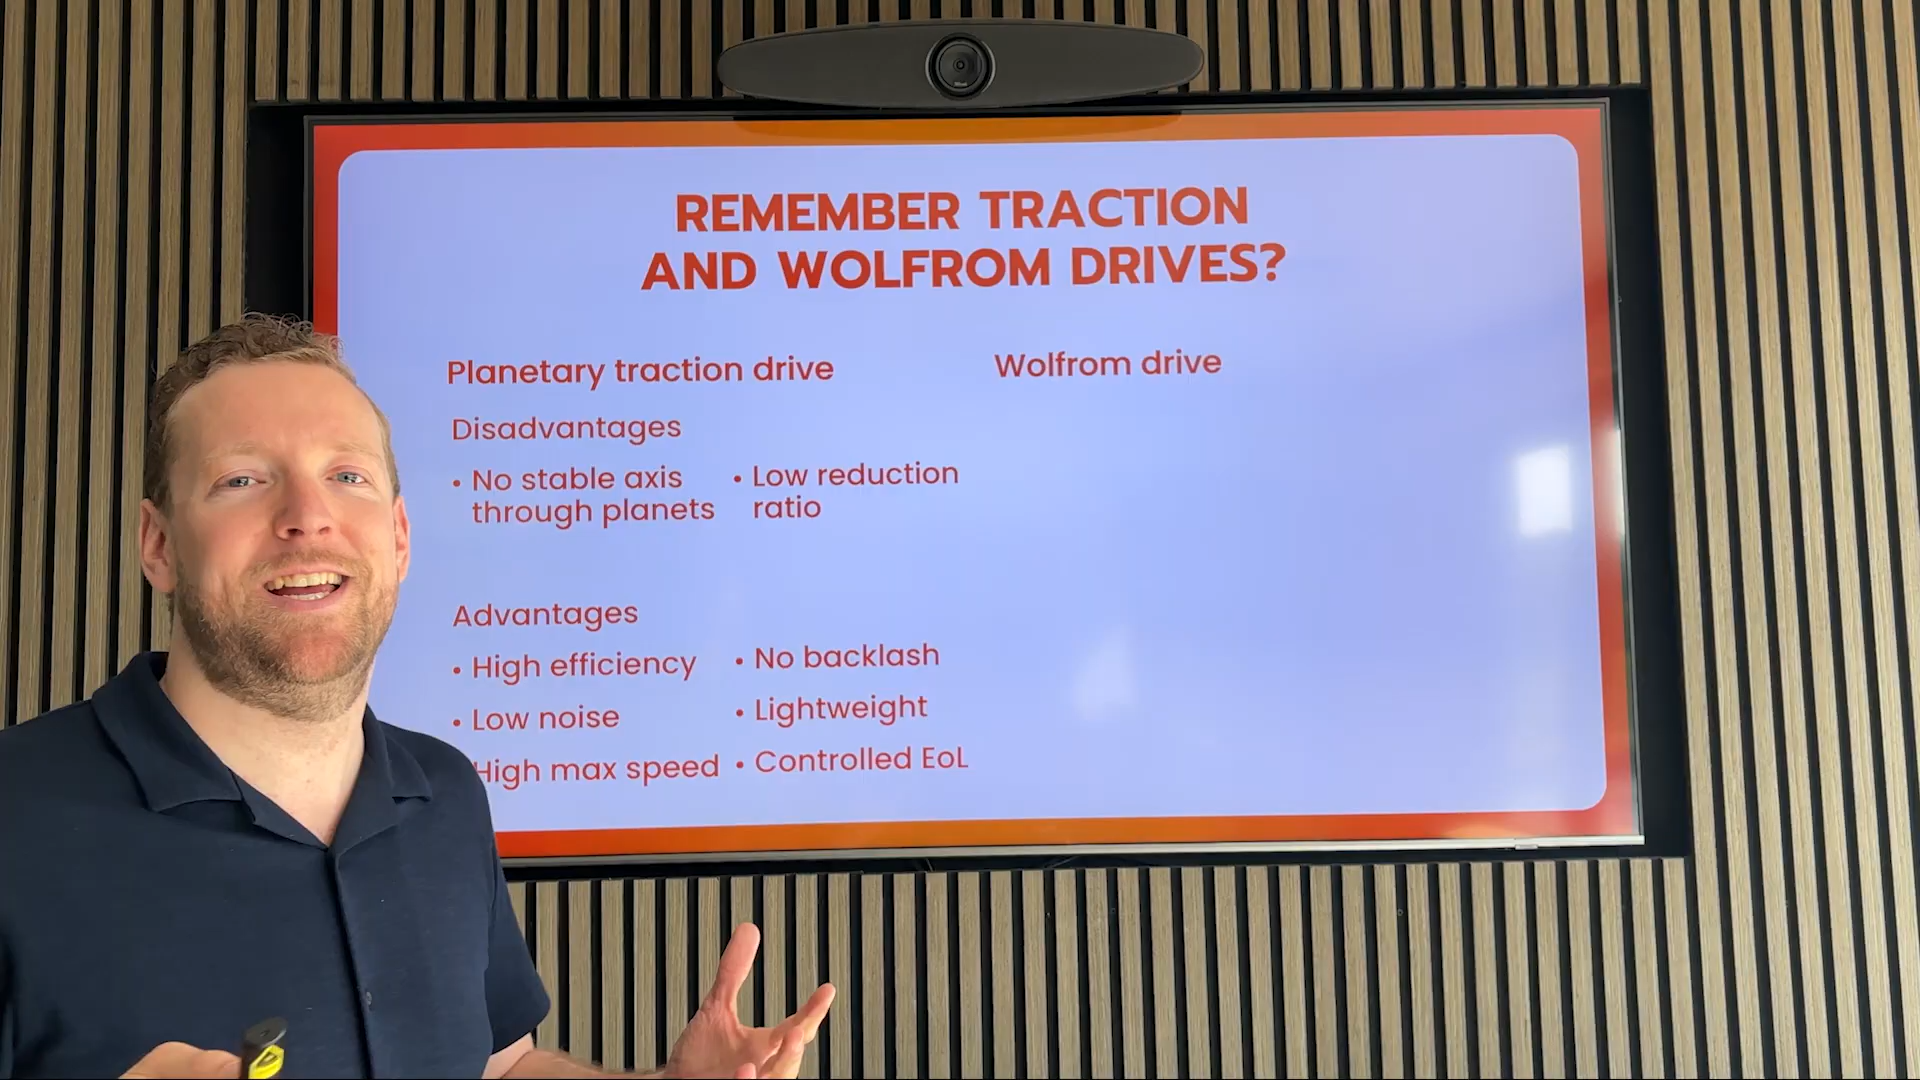 REMEMBER TRACTION
AND WOLFROM DRIVES?
Planetary traction drive
Disadvantages
• No stable axis
through planets
• Low reduction
ratio
Advantages
• High efficiency
• Low noise
High max speed
• No backlash
• Lightweight
• Controlled EoL
Wolfrom drive